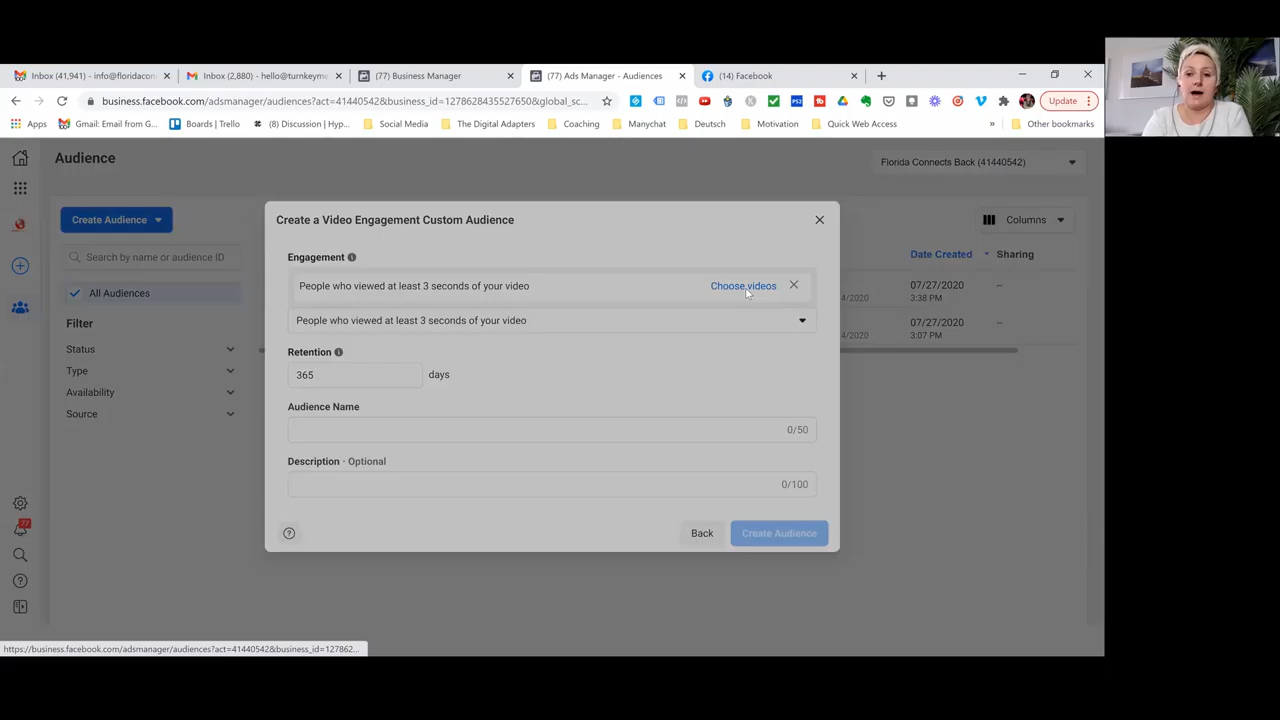 Inbox (41,941) - info@floridacon
Inbox (2,880) - hello@turnkeyme
(77) Business Manager
(77) Ads Manager - Audiences
(14) Facebook
business.facebook.com/adsmanager/audiences?act=41440542&business_id=1278628435527650&global_sc...
Update
Apps
Gmail: Email from G...
Boards | Trello
(8) Discussion | Hyp...
Social Media
The Digital Adapters
Coaching
Manychat
Deutsch
Motivation
Quick Web Access
»
Other bookmarks
Audience
Florida Connects Back (41440542)
Create Audience
Columns
Search by name or audience ID
Date Created
Sharing
All Audiences
4/2020
07/27/2020
3:38 PM
--
4/2020
07/27/2020
3:07 PM
--
Filter
Status
Type
Availability
Source
Create a Video Engagement Custom Audience
Engagement
People who viewed at least 3 seconds of your video
Choose videos
People who viewed at least 3 seconds of your video
Retention
365
days
Audience Name
0/50
Description · Optional
0/100
Back
Create Audience
77
https://business.facebook.com/adsmanager/audiences?act=41440542&business_id=127862...